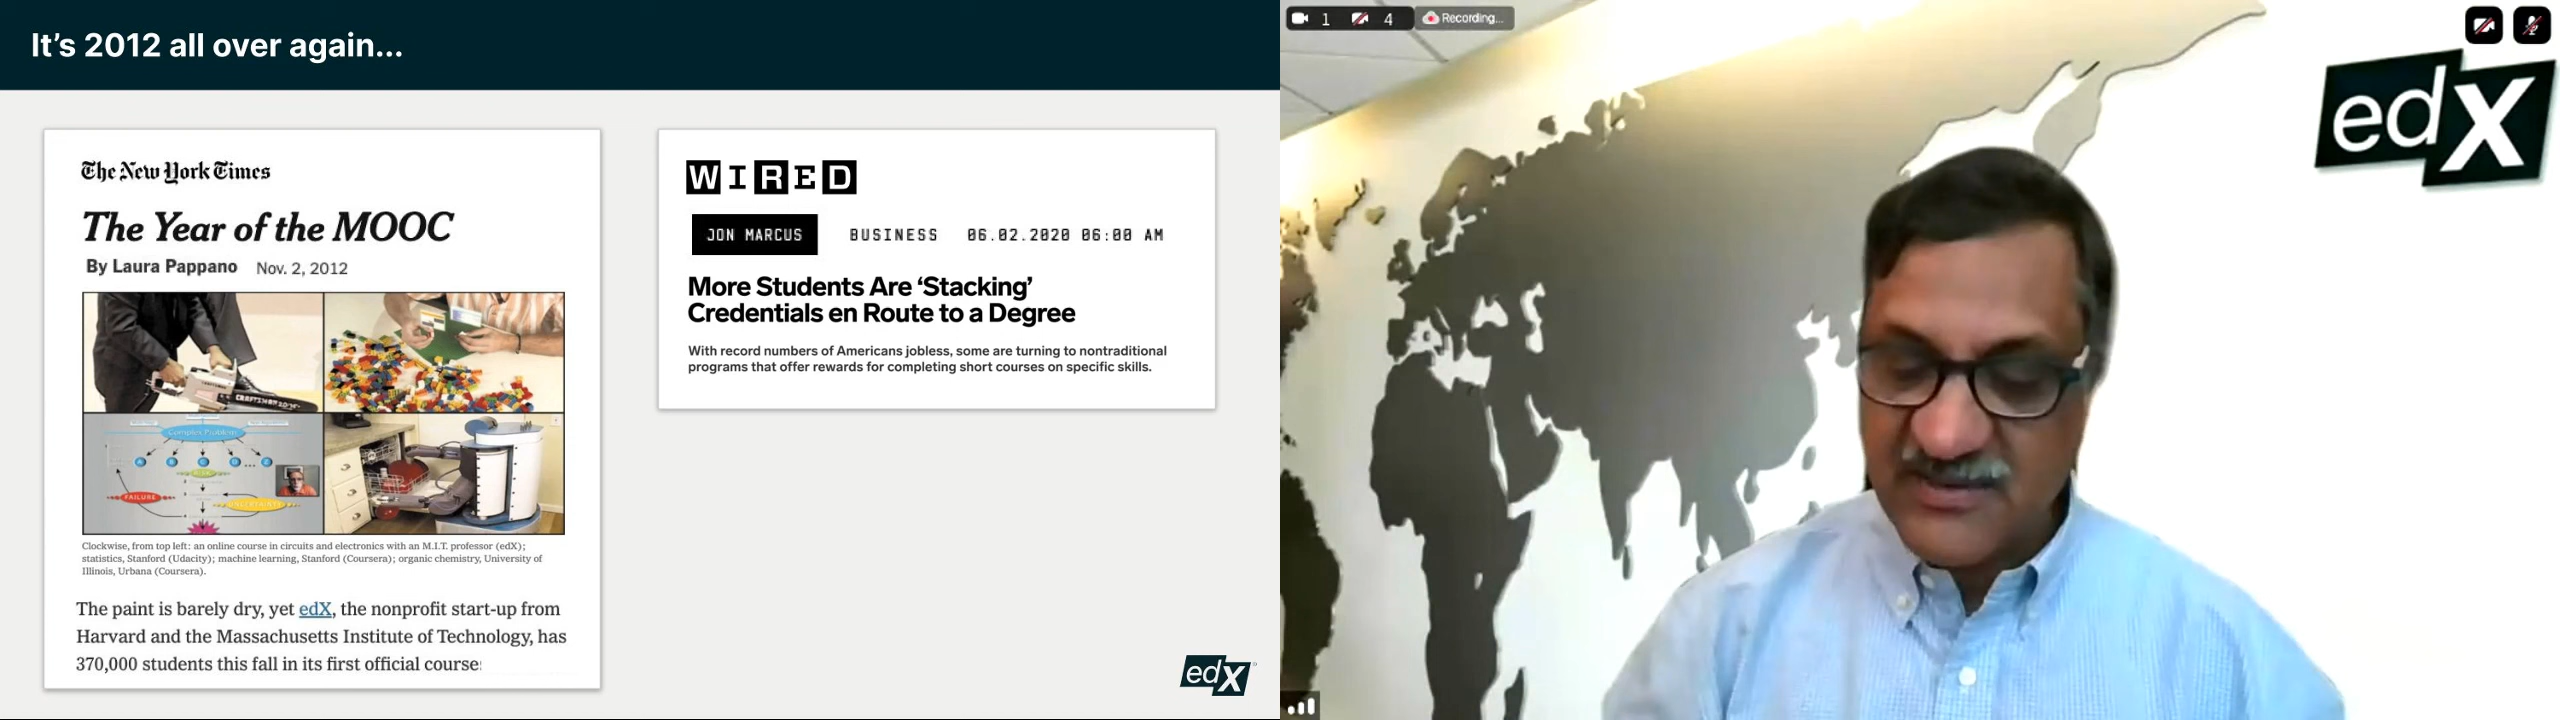 It's 2012 all over again...
The New York Times
The Year of the MOOC
By Laura Pappano Nov. 2, 2012
CRAFTSMAN
Complex Problem
FAILURE
UNCERTAINTY
Clockwise, from top left: an online course in circuits and electronics with an M.I.T. professor (edX);
statistics, Stanford (Udacity); machine learning, Stanford (Coursera); organic chemistry, University of
Illinois, Urbana (Coursera).
The paint is barely dry, yet edX, the nonprofit start-up from
Harvard and the Massachusetts Institute of Technology, has
370,000 students this fall in its first official course
WIRED
JON MARCUS BUSINESS 06.02.2020 06:00 AM
More Students Are 'Stacking'
Credentials en Route to a Degree
With record numbers of Americans jobless, some are turning to nontraditional
programs that offer rewards for completing short courses on specific skills.
edX
1 4 Recording...
edX